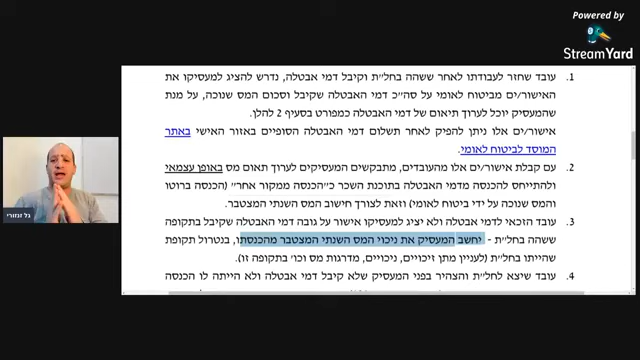 Powered by
StreamYard
1. עובד שחזר לעבודתו לאחר ששהה בחל״ת וקיבל דמי אבטלה, נדרש להציג למעסיקו את
האישור/ים מביטוח לאומי על סה״כ דמי האבטלה שקיבל וסכום המס שנוכה, על מנת
שהמעסיק יוכל לערוך תיאום של דמי האבטלה כמפורט בסעיף 2 להלן.
אישור/ים אלו ניתן להפיק לאחר תשלום דמי האבטלה הסופיים באזור האישי באתר
המוסד לביטוח לאומי.
2. עם קבלת אישור/ים אלו מהעובדים, מתבקשים המעסיקים לערוך תאום מס באופן עצמאי
ולהתייחס להכנסה מדמי האבטלה בתוכנת השכר כ״הכנסה ממקור אחר״ (הכנסה ברוטו
והמס שנוכה על ידי ביטוח לאומי) וזאת לצורך חישוב המס השנתי המצטבר.
3. עובד הזכאי לדמי אבטלה ולא יציג למעסיקו אישור על גובה דמי האבטלה שקיבל בתקופה
ששהה בחל״ת - יחשב המעסיק את ניכוי המס השנתי המצטבר מהכנסתו, בנטרול תקופת
שהייתו בחל״ת (לעניין מתן זיכויים, ניכויים, מדרגות מס וכו׳ בתקופה זו).
4. עובד שיצא לחל״ת והצהיר בפני המעסיק שלא קיבל דמי אבטלה ולא הייתה לו הכנסה
גל זנזורי